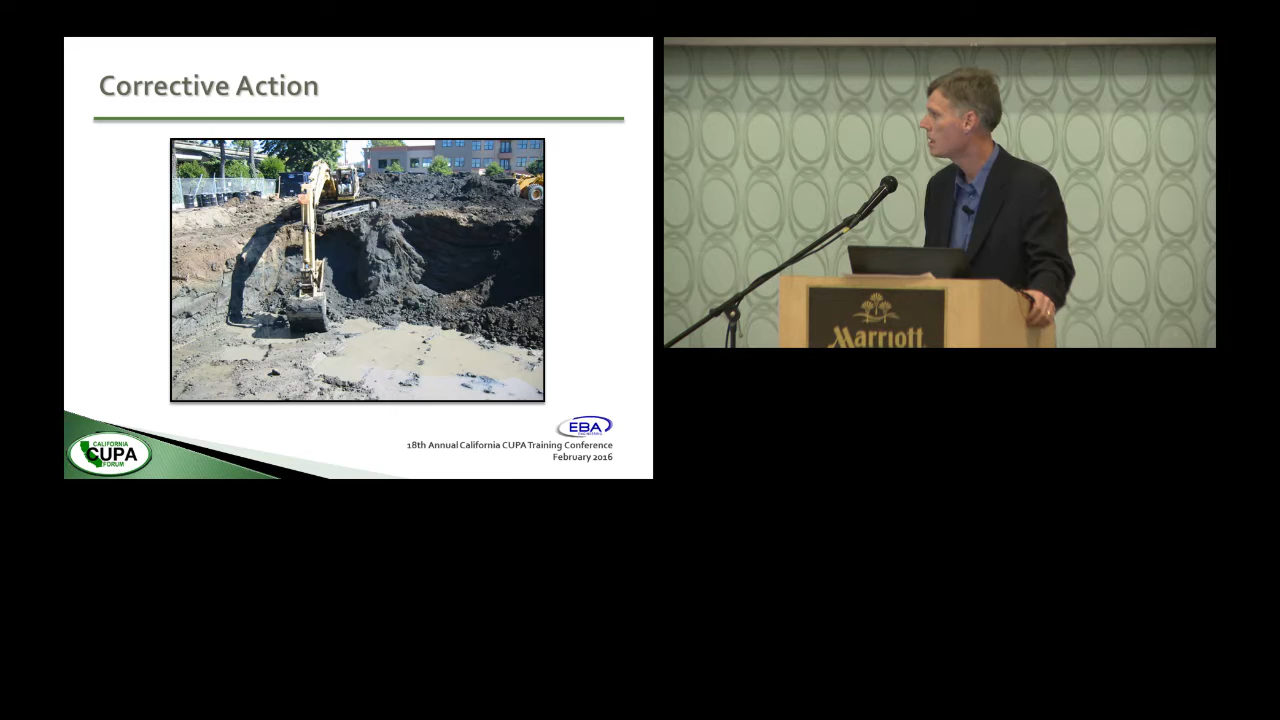 Corrective Action
EBA
18th Annual California CUPA Training Conference
February 2016
CALIFORNIA
CUPA
FORUM
Marriott